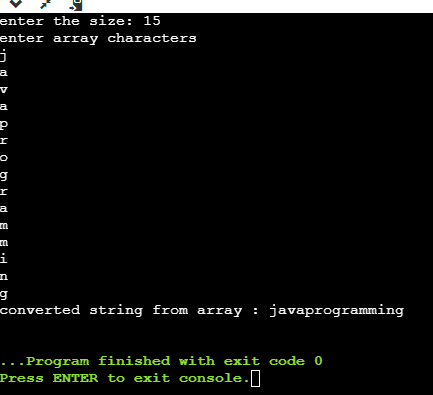 enter the size: 15
enter array characters
j
a
v
a
p
r
o
g
r
a
m
m
i
n
g
converted string from array : javaprogramming
...Program finished with exit code 0
Press ENTER to exit console.